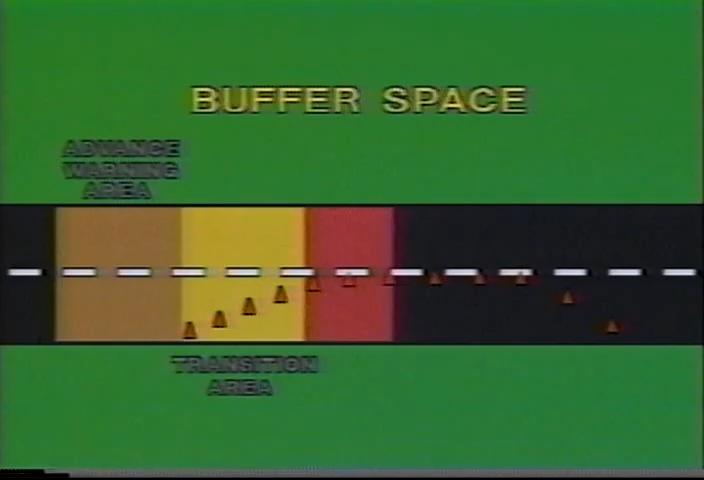 BUFFER SPACE
ADVANCE
WARNING
AREA
TRANSITION
AREA